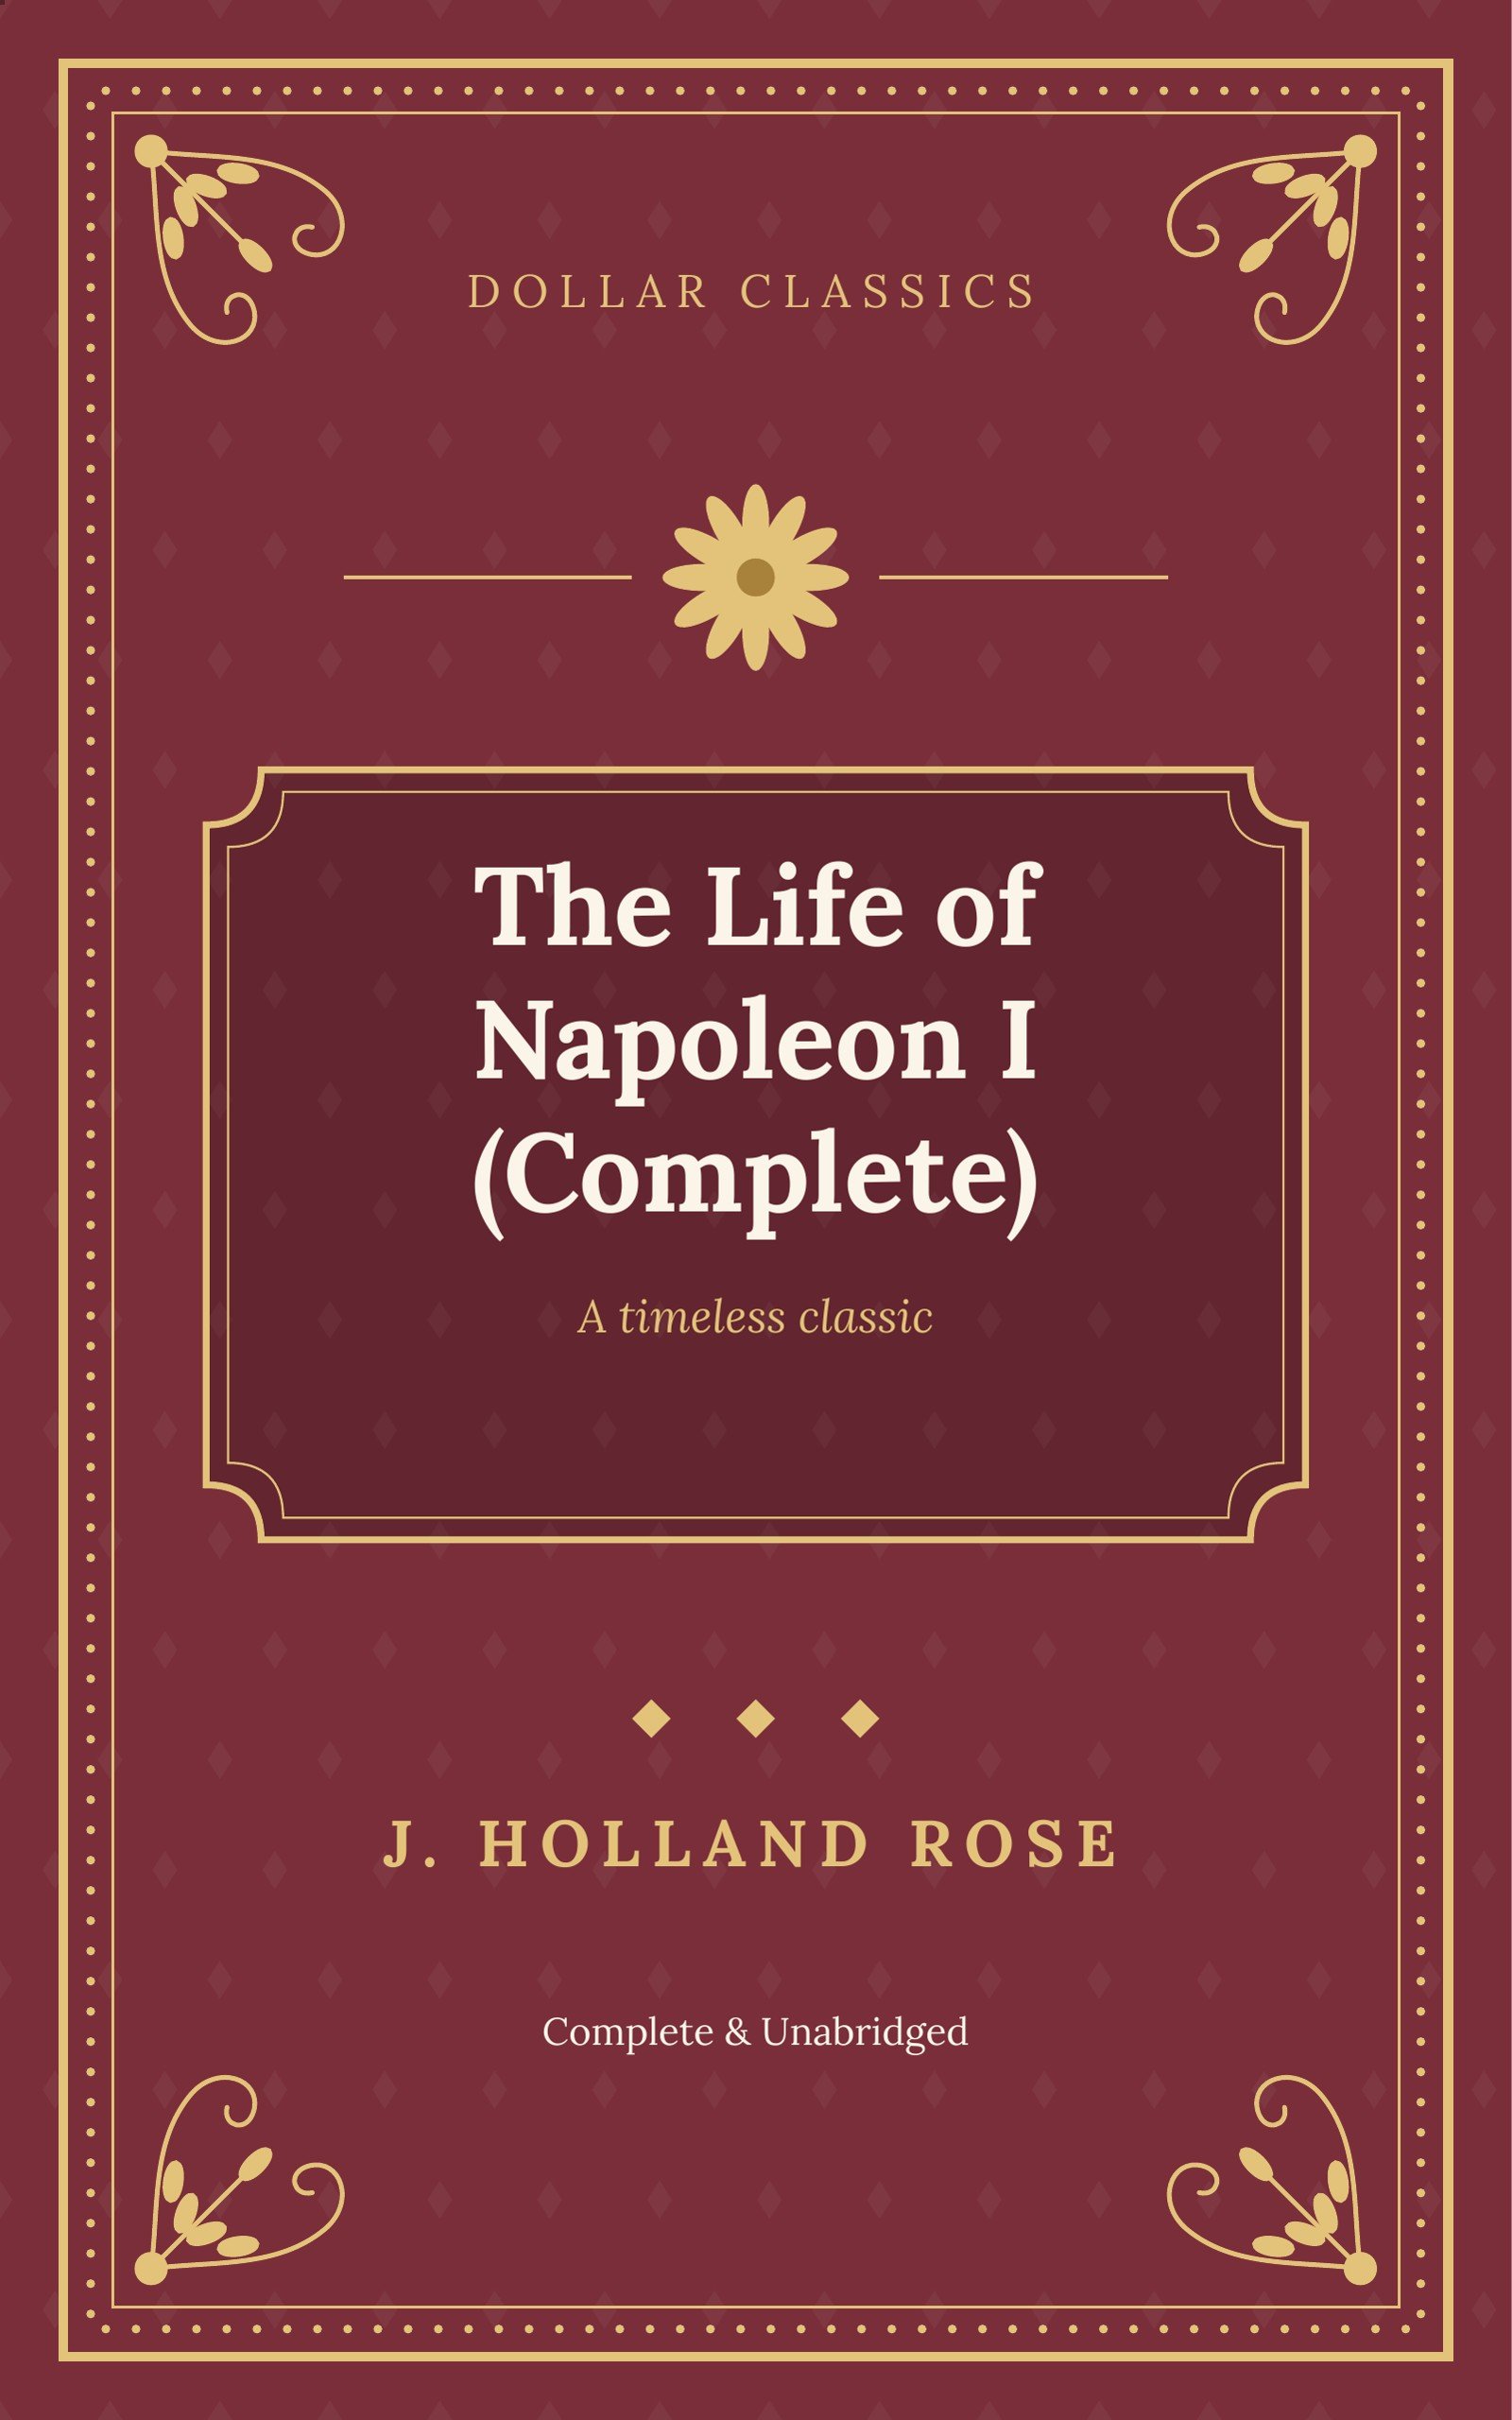 DOLLAR CLASSICS
The Life of
Napoleon I
(Complete)
A timeless classic
J. HOLLAND ROSE
Complete & Unabridged